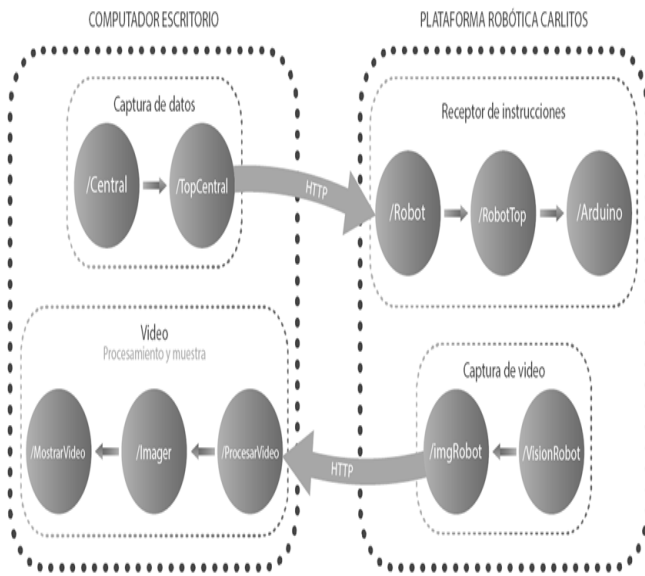 COMPUTADOR ESCRITORIO
PLATAFORMA ROBÓTICA CARLITOS
Captura de datos
/Central
/TopCentral
HTTP
Receptor de instrucciones
/Robot
/RobotTop
/Arduino
Video
Procesamiento y muestra
/MostrarVideo
/Imager
/ProcesarVideo
HTTP
Captura de video
/imgRobot
/VisionRobot